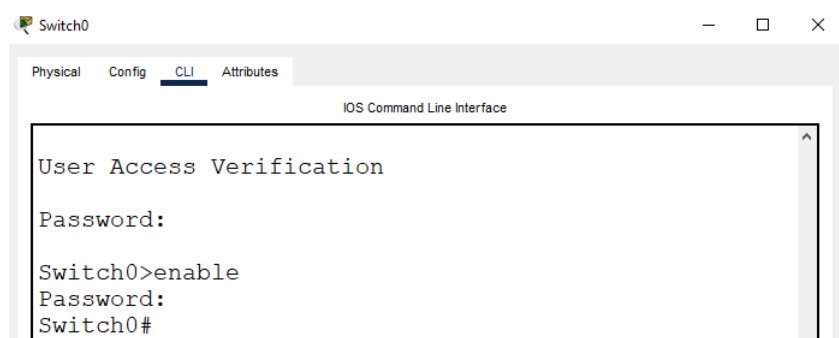 Switch0
Physical Config CLI Attributes
IOS Command Line Interface
User Access Verification
Password:
Switch0>enable
Password:
Switch0#